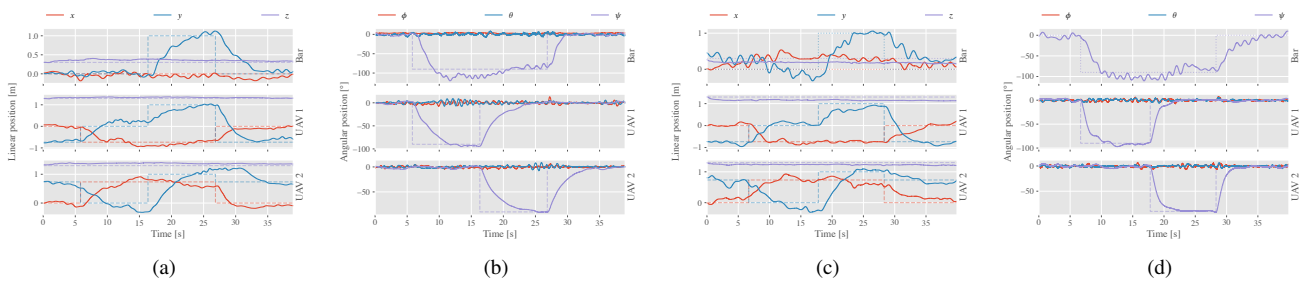 x y z
ϕ θ ψ
x y z
ϕ θ ψ
Linear position [m]
1.0
0.5
0.0
Bar
1
0
−1
UAV 1
1
0
UAV 2
0 5 10 15 20 25 30 35
Time [s]
Angular position [°]
0
−50
−100
Bar
0
−50
−100
UAV 1
0
−50
UAV 2
0 5 10 15 20 25 30 35
Time [s]
Linear position [m]
1
0
Bar
1
0
−1
UAV 1
1
0
UAV 2
0 5 10 15 20 25 30 35
Time [s]
Angular position [°]
0
−50
−100
Bar
0
−50
−100
UAV 1
0
−50
UAV 2
0 5 10 15 20 25 30 35
Time [s]
(a) (b) (c) (d)